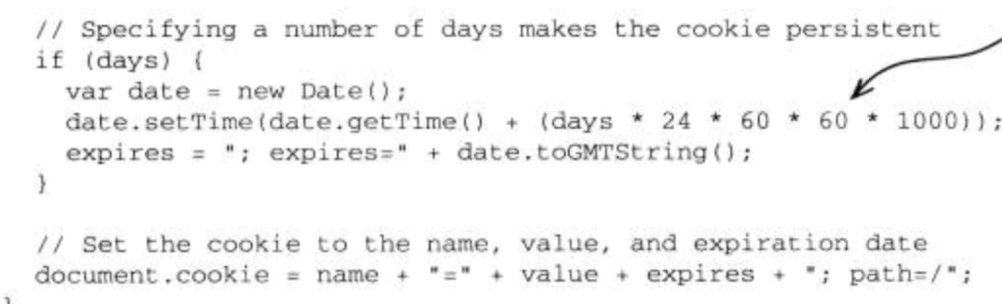 // Specifying a number of days makes the cookie persistent
if (days) {
var date = new Date();
date.setTime(date.getTime() + (days * 24 * 60 * 60 * 1000));
expires = "; expires=" + date.toGMTString();
}
// Set the cookie to the name, value, and expiration date
document.cookie = name + "=" + value + expires + "; path=/";
}